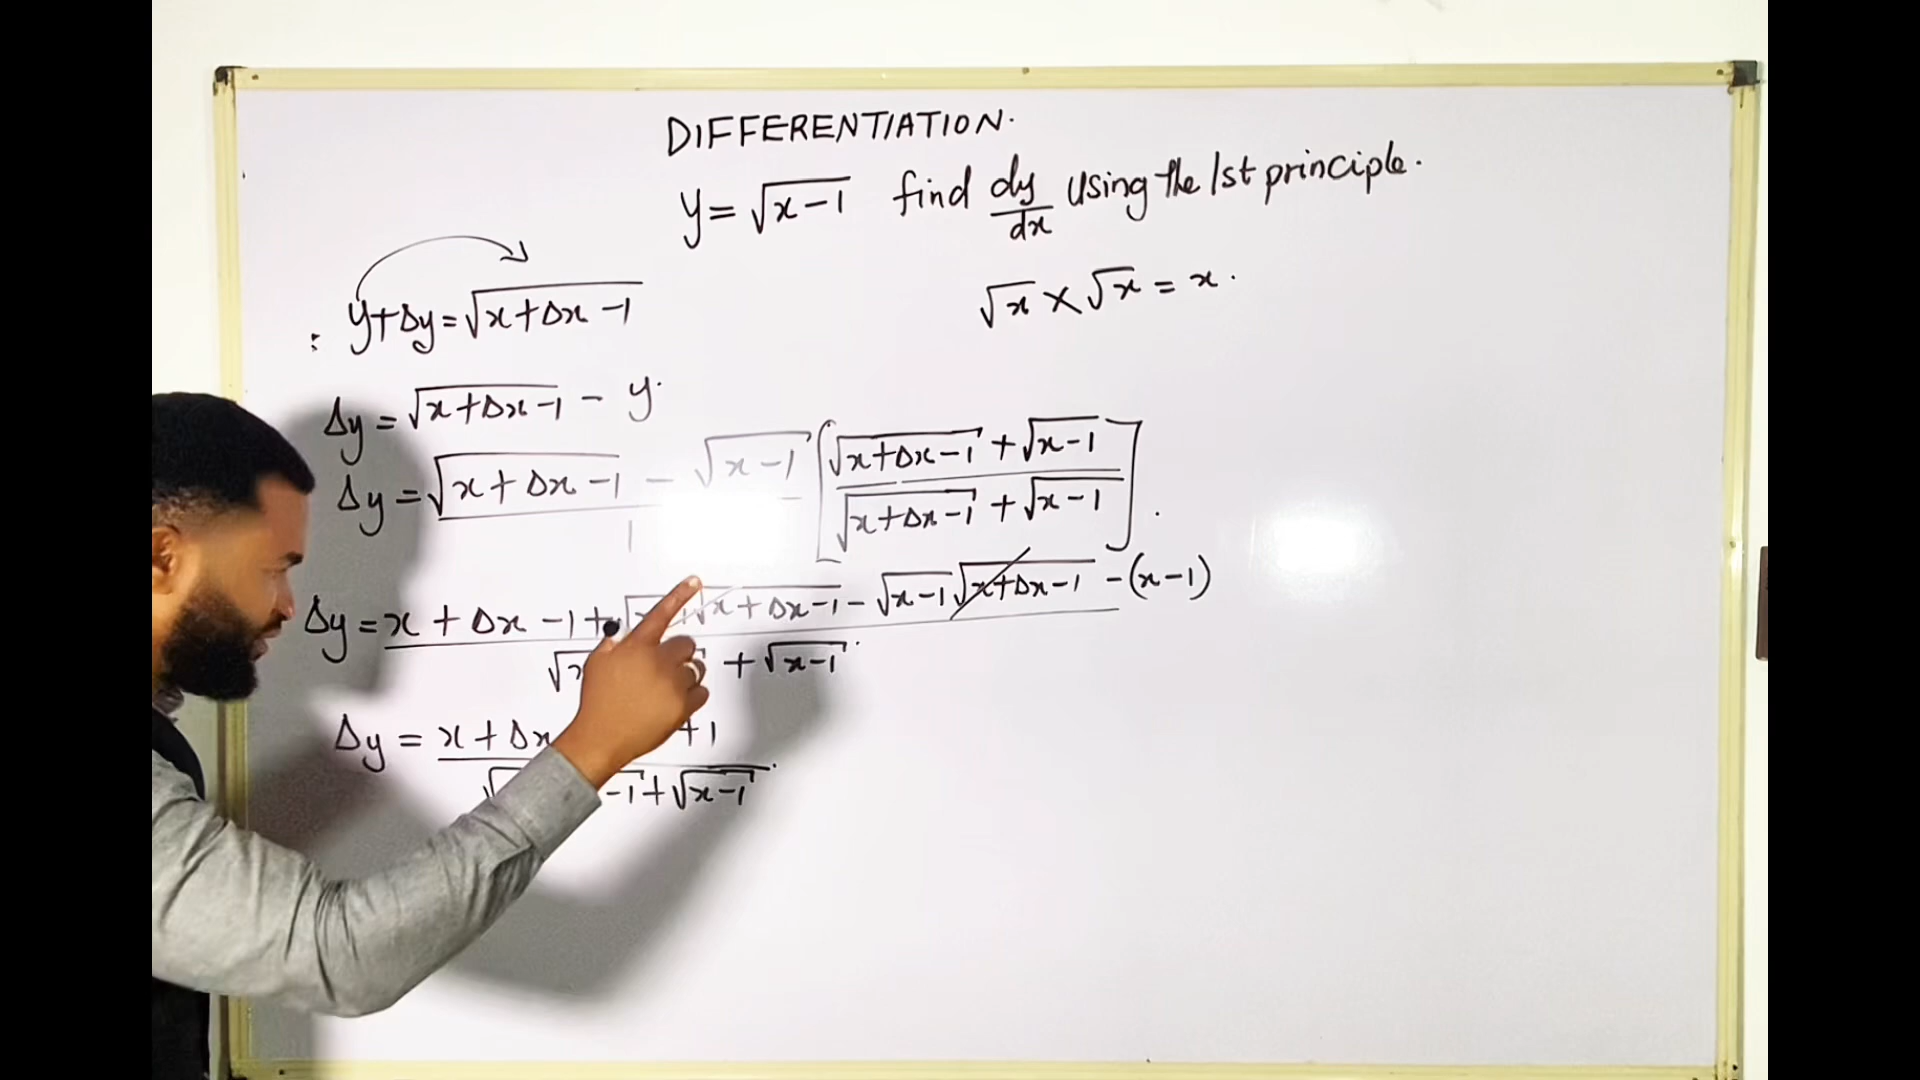 DIFFERENTIATION.
y = √(x-1) find dy/dx using the 1st principle.
√x × √x = x.
: y+Δy = √(x+Δx-1)
Δy = √(x+Δx-1) - y.
Δy = (√(x+Δx-1) - √(x-1))/1 [(√(x+Δx-1) + √(x-1))/(√(x+Δx-1) + √(x-1))].
Δy = x+Δx-1+ √(x+Δx-1) - √(x-1)√(x+Δx-1) -(x-1)
+ √(x-1).
Δy = x+Δx +1
-1+√(x-1).